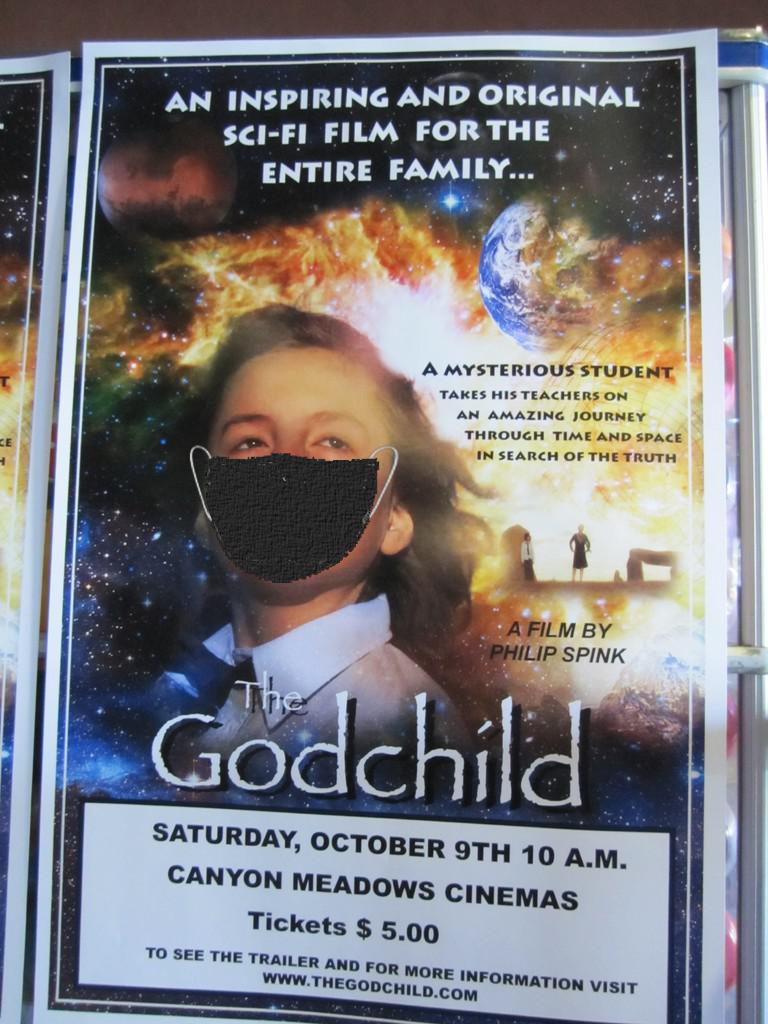 AN INSPIRING AND ORIGINAL
SCI-FI FILM FOR THE
ENTIRE FAMILY...
A MYSTERIOUS STUDENT
TAKES HIS TEACHERS ON
AN AMAZING JOURNEY
THROUGH TIME AND SPACE
IN SEARCH OF THE TRUTH
A FILM BY
PHILIP SPINK
The
Godchild
SATURDAY, OCTOBER 9TH 10 A.M.
CANYON MEADOWS CINEMAS
Tickets $ 5.00
TO SEE THE TRAILER AND FOR MORE INFORMATION VISIT
WWW.THEGODCHILD.COM